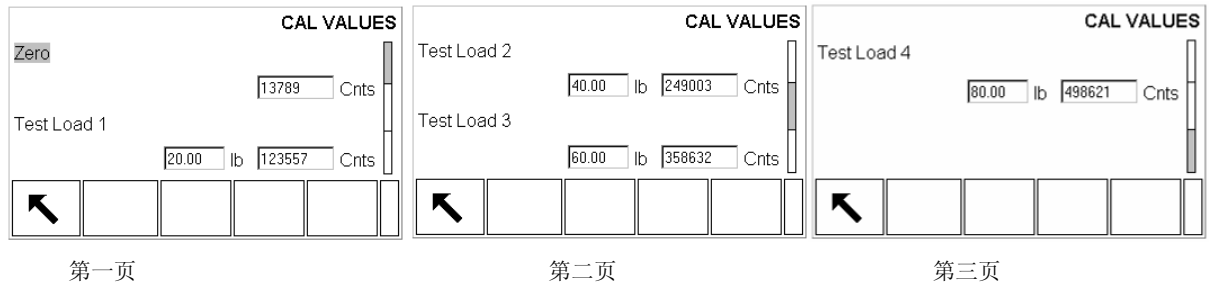 CAL VALUES
Zero
13789 Cnts
Test Load 1
20.00 lb 123557 Cnts
第一页
CAL VALUES
Test Load 2
40.00 lb 249003 Cnts
Test Load 3
60.00 lb 358632 Cnts
第二页
CAL VALUES
Test Load 4
80.00 lb 498621 Cnts
第三页